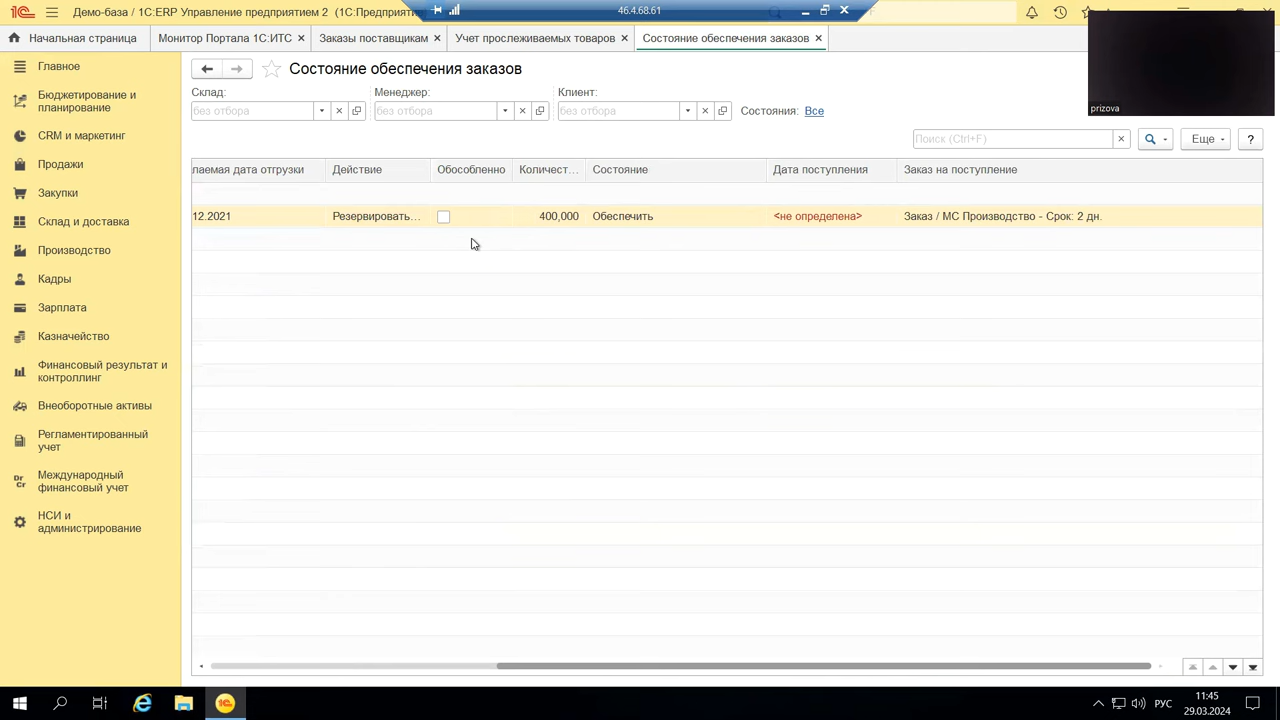 Демо-база / 1С:ERP Управление предприятием 2 (1С:Предприятие
46.4.68.61
Начальная страница
Монитор Портала 1С:ИТС ×
Заказы поставщикам ×
Учет прослеживаемых товаров ×
Состояние обеспечения заказов ×
Главное
Бюджетирование и
планирование
CRM и маркетинг
Продажи
Закупки
Склад и доставка
Производство
Кадры
Зарплата
Казначейство
Финансовый результат и
контроллинг
Внеоборотные активы
Регламентированный
учет
Dr
Cr
Международный
финансовый учет
НСИ и
администрирование
prizova
Состояние обеспечения заказов
Склад:
Менеджер:
Клиент:
без отбора
без отбора
без отбора
Состояния: Все
Поиск (Ctrl+F)
Еще
?
лаемая дата отгрузки
Действие
Обособленно
Количест...
Состояние
Дата поступления
Заказ на поступление
12.2021
Резервировать...
400,000
Обеспечить
<не определена>
Заказ / МС Производство - Срок: 2 дн.
РУС
11:45
29.03.2024